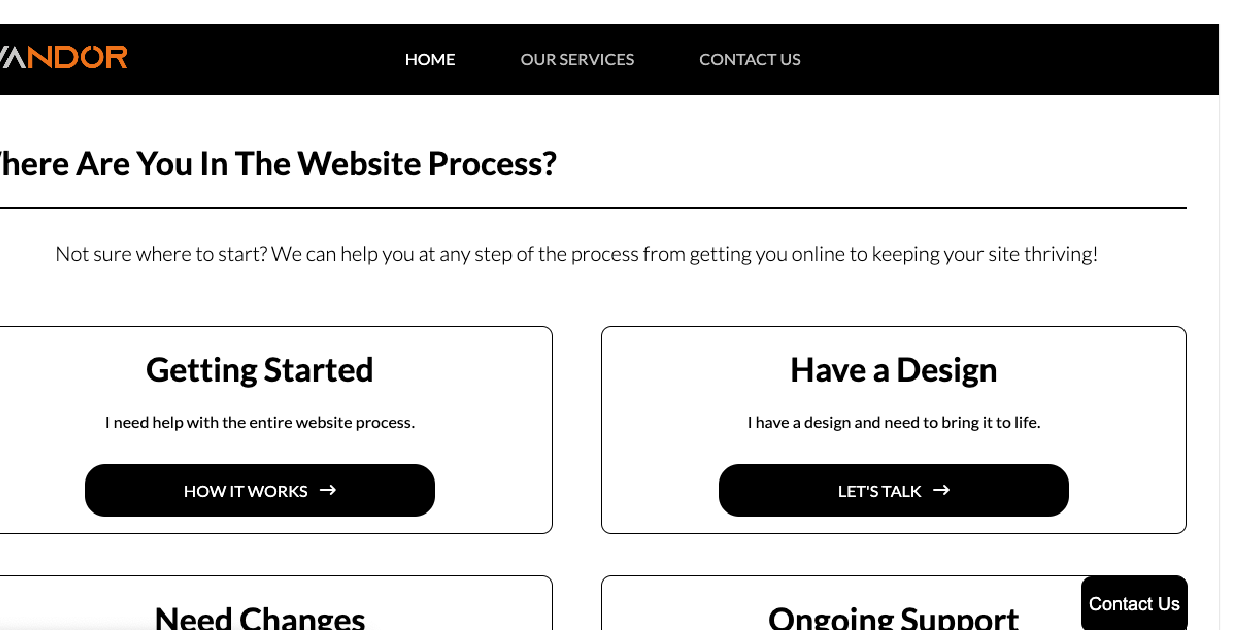 VANDOR
HOME OUR SERVICES CONTACT US
here Are You In The Website Process?
Not sure where to start? We can help you at any step of the process from getting you online to keeping your site thriving!
Getting Started
I need help with the entire website process.
HOW IT WORKS →
Have a Design
I have a design and need to bring it to life.
LET'S TALK →
Need Changes
Ongoing Support
Contact Us